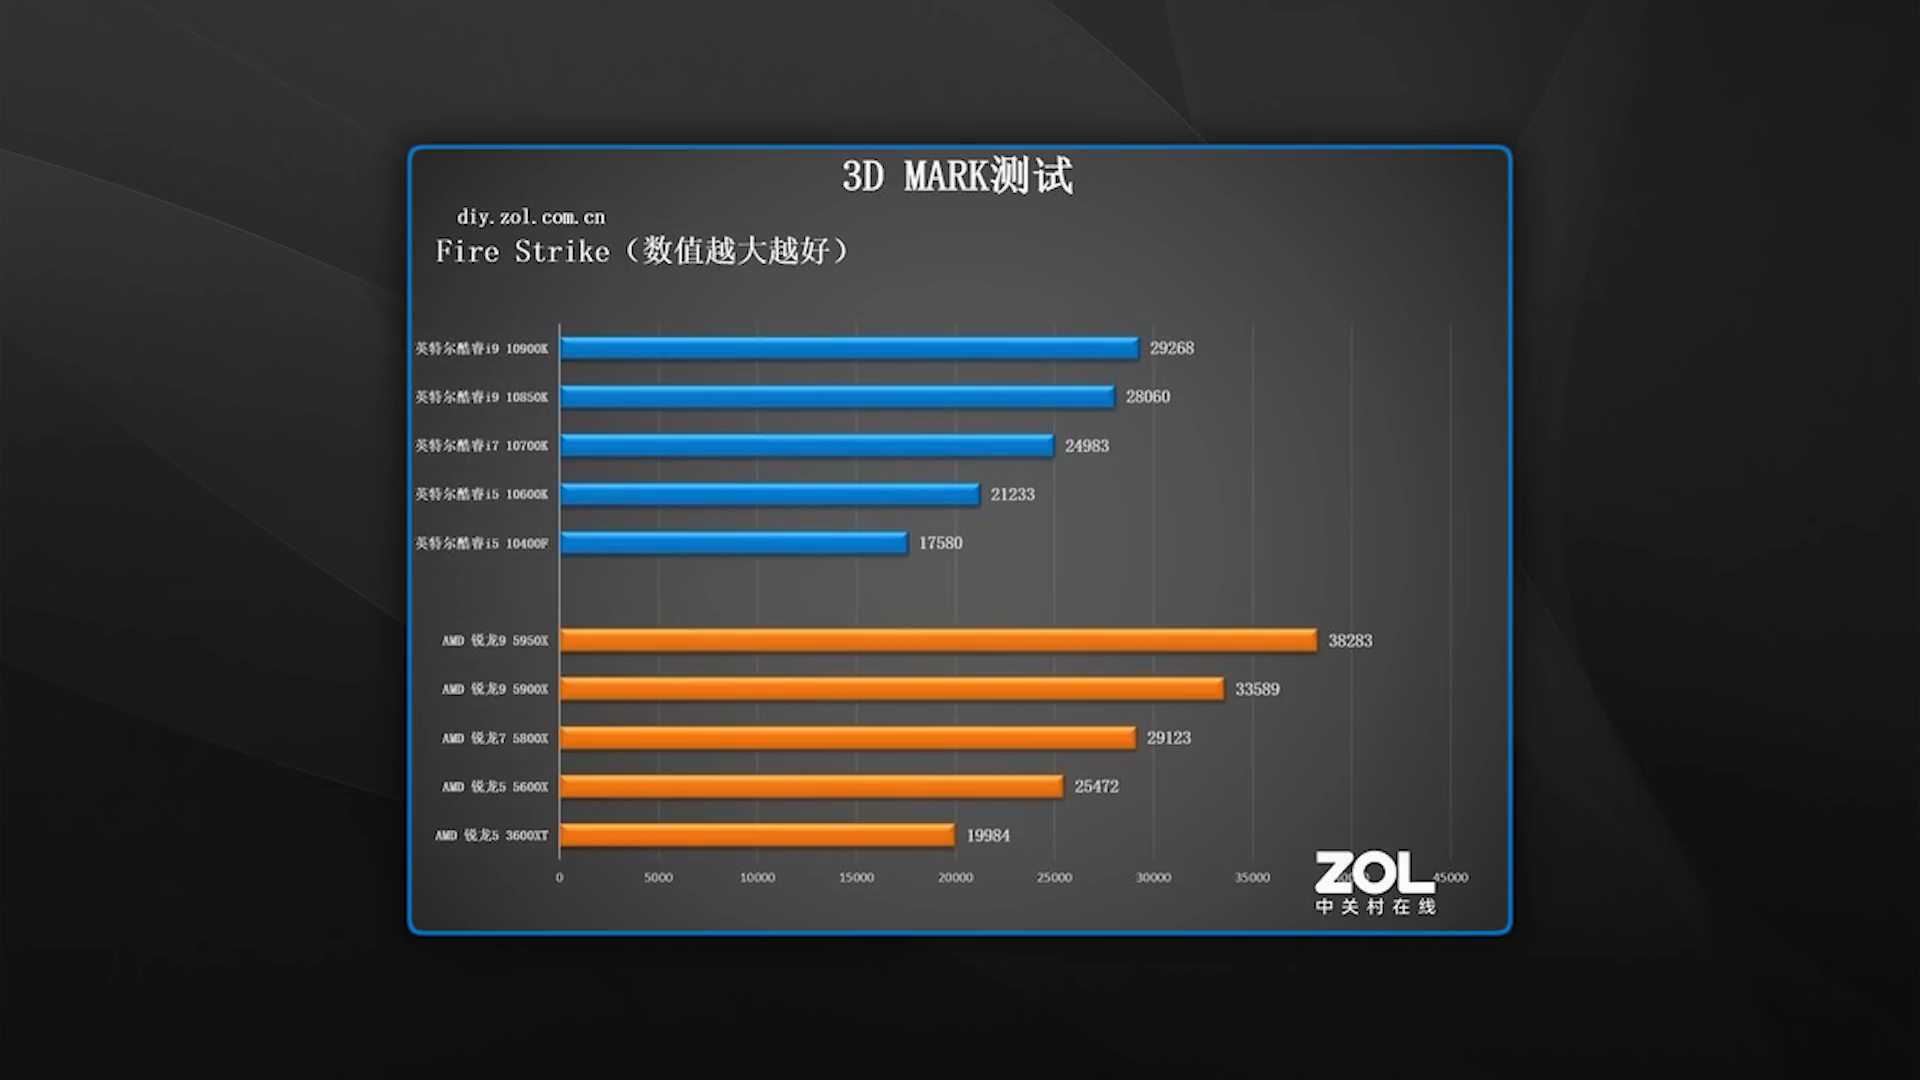 3D MARK测试
diy.zol.com.cn
Fire Strike（数值越大越好）
英特尔酷睿i9 10900K 29268
英特尔酷睿i9 10850K 28060
英特尔酷睿i7 10700K 24983
英特尔酷睿i5 10600K 21233
英特尔酷睿i5 10400F 17580
AMD 锐龙9 5950X 38283
AMD 锐龙9 5900X 33589
AMD 锐龙7 5800X 29123
AMD 锐龙5 5600X 25472
AMD 锐龙5 3600XT 19984
0 5000 10000 15000 20000 25000 30000 35000 45000
ZOL
中关村在线